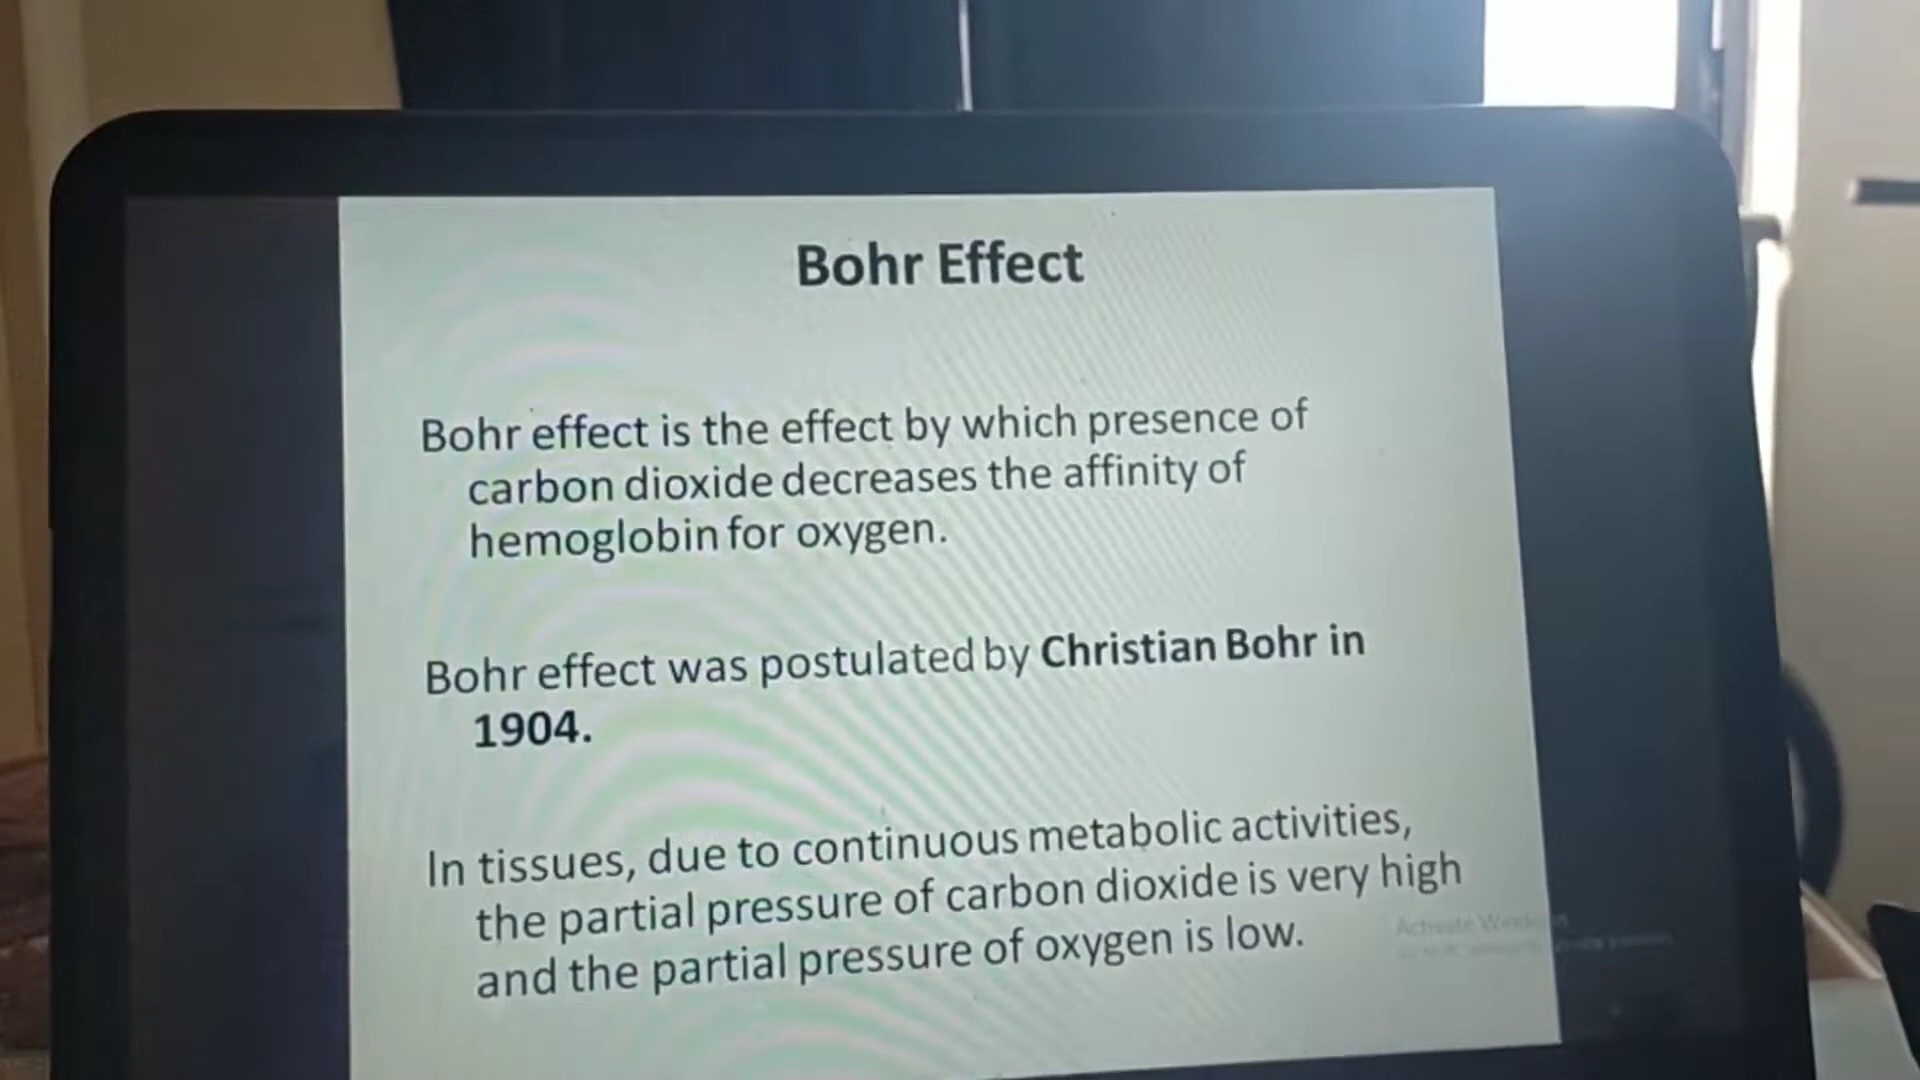 Bohr Effect
Bohr effect is the effect by which presence of
carbon dioxide decreases the affinity of
hemoglobin for oxygen.
Bohr effect was postulated by Christian Bohr in
1904.
In tissues, due to continuous metabolic activities,
the partial pressure of carbon dioxide is very high
and the partial pressure of oxygen is low.
Activate Windows